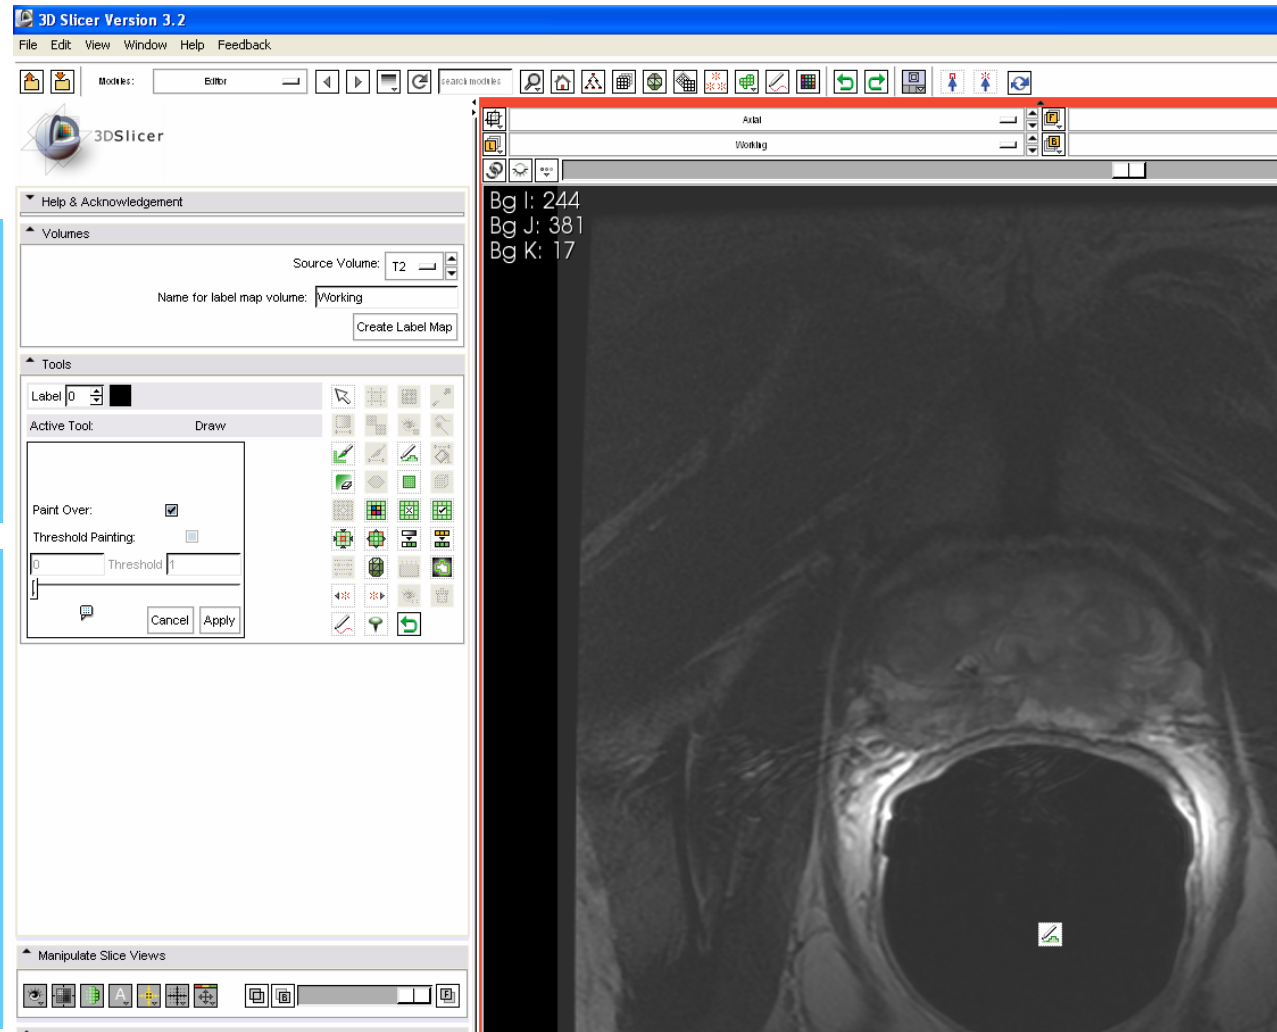 3D Slicer Version 3.2
File Edit View Window Help Feedback
Modules: Editor search modules
3DSlicer
Axial
Working
Help & Acknowledgement
Volumes
Source Volume: T2
Name for label map volume: Working
Create Label Map
Tools
Label 0
Active Tool: Draw
Paint Over:
Threshold Painting:
0 Threshold 1
Cancel Apply
Manipulate Slice Views
Bg I: 244
Bg J: 381
Bg K: 17